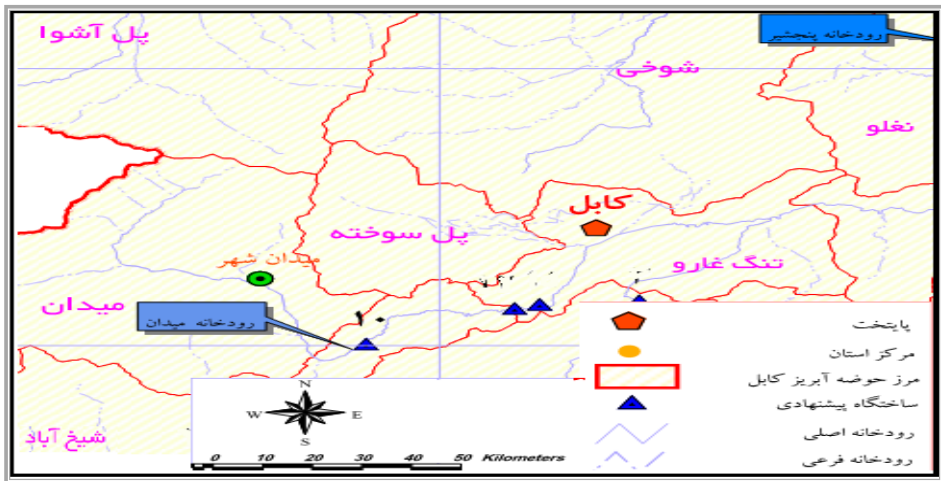 پل آشوا
رودخانه پنجشیر
شوخی
نغلو
کابل
پل سوخته
تنگ غارو
میدان شهر
میدان
رودخانه میدان
۱۰
شیخ آباد
پایتخت
مرکز استان
مرز حوضه آبریز کابل
ساختگاه پیشنهادی
رودخانه اصلی
رودخانه فرعی
N
W E
S
0 10 20 30 40 50 Kilometers